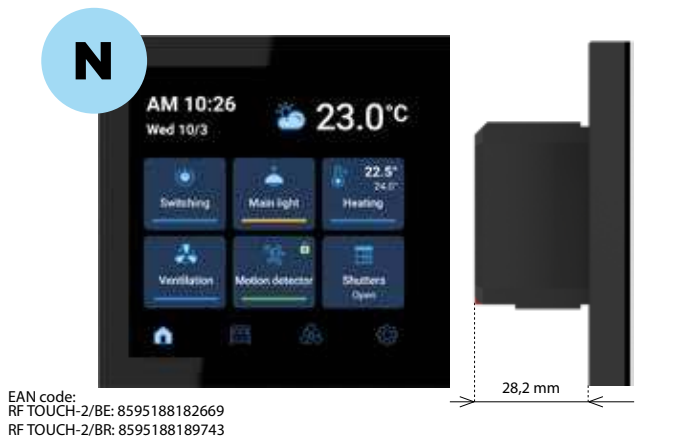 N
AM 10:26
Wed 10/3
23.0°C
Switching
Main light
22.5°
24.0°
Heating
Ventilation
Motion detector
Shutters
Open
28,2 mm
EAN code:
RF TOUCH-2/BE: 8595188182669
RF TOUCH-2/BR: 8595188189743